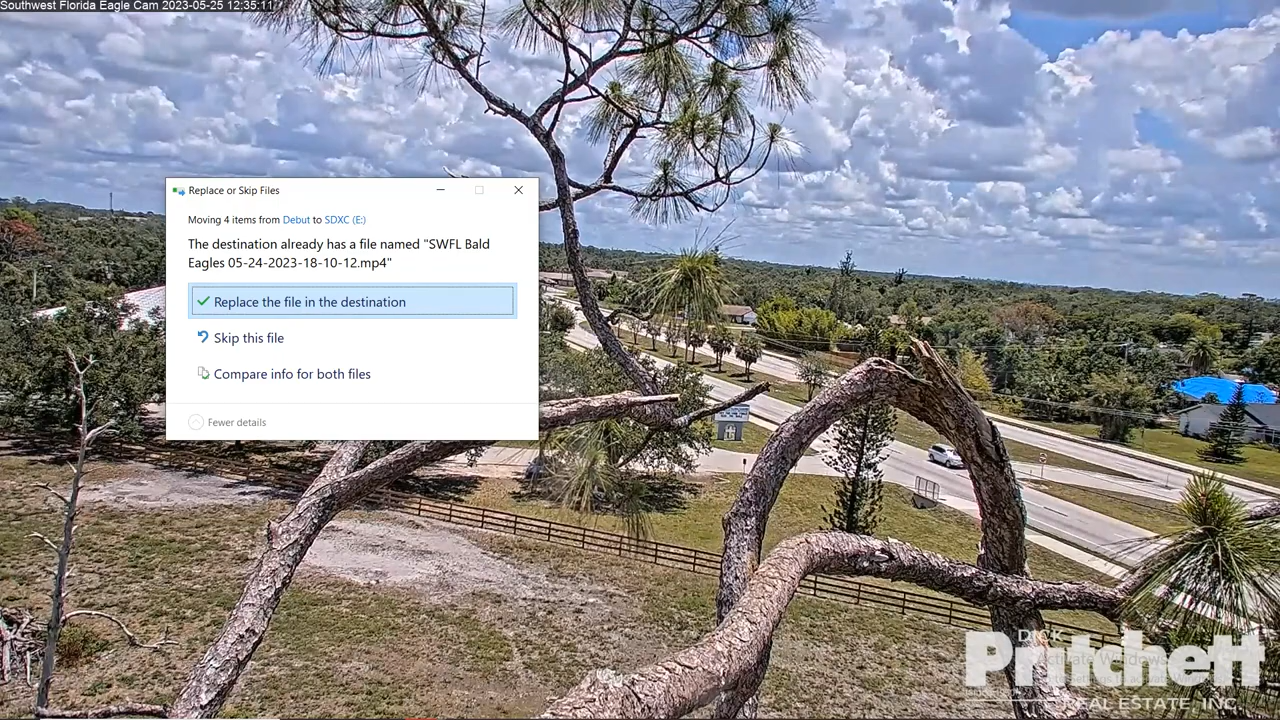 Southwest Florida Eagle Cam 2023-05-25 12:35:11
Replace or Skip Files
Moving 4 items from Debut to SDXC (E:)
The destination already has a file named "SWFL Bald
Eagles 05-24-2023-18-10-12.mp4"
Replace the file in the destination
Skip this file
Compare info for both files
Fewer details
DICK
Pritchett
Activate Windows
REAL ESTATE, INC.